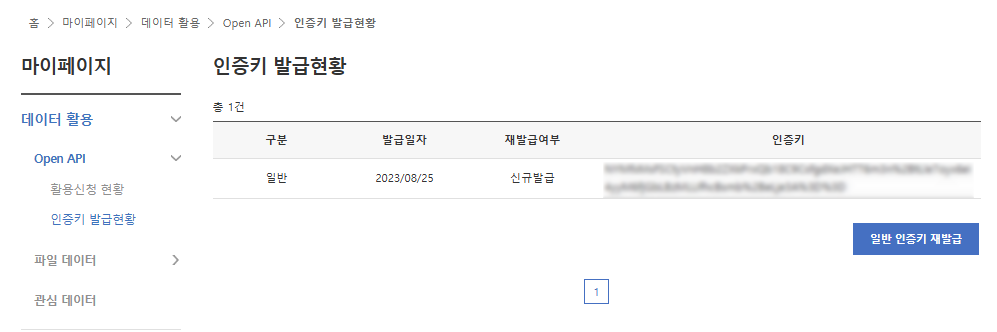 홈 > 마이페이지 > 데이터 활용 > Open API > 인증키 발급현황
마이페이지
데이터 활용
Open API
활용신청 현황
인증키 발급현황
파일 데이터
관심 데이터
인증키 발급현황
총 1건
구분 발급일자 재발급여부 인증키
일반 2023/08/25 신규발급
일반 인증키 재발급
1